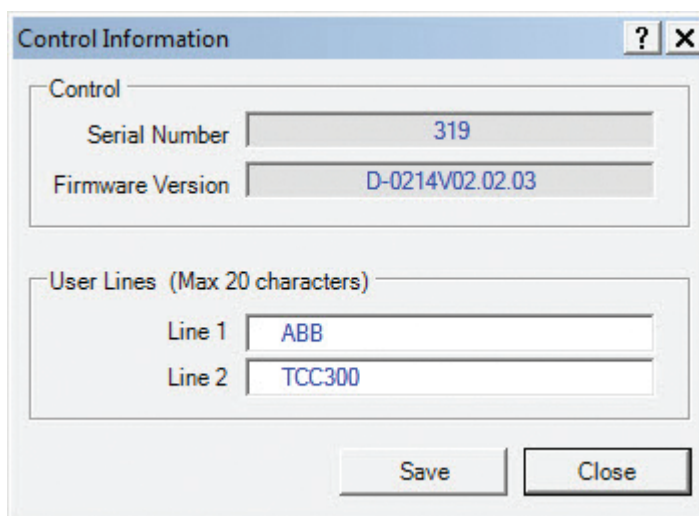 Control Information
? X
Control
Serial Number 319
Firmware Version D-0214V02.02.03
User Lines (Max 20 characters)
Line 1 ABB
Line 2 TCC300
Save Close